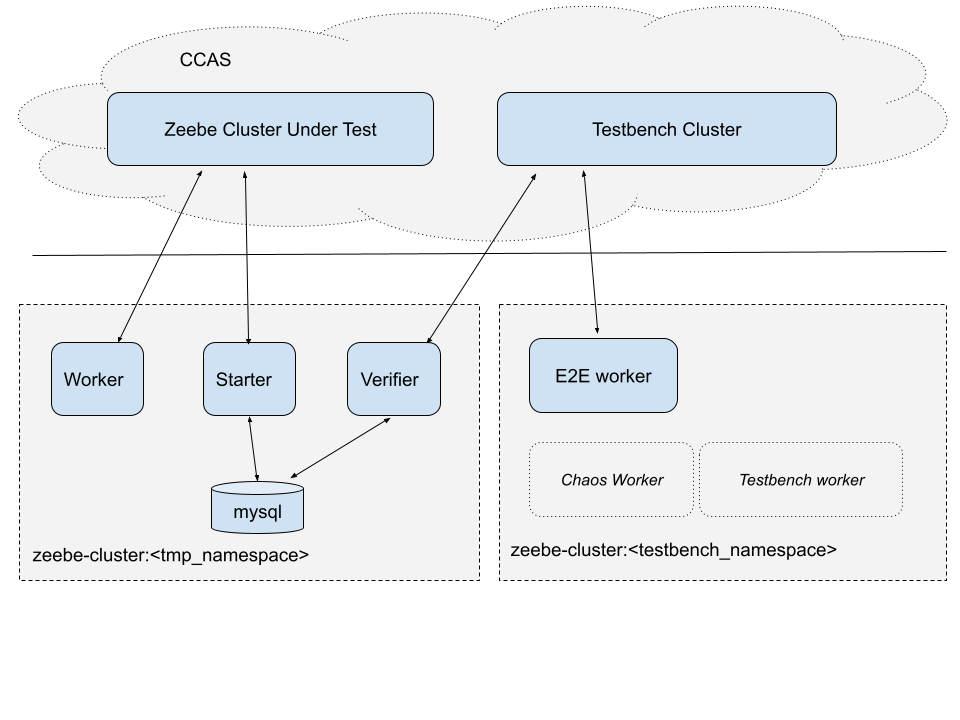 CCAS
Zeebe Cluster Under Test
Testbench Cluster
Worker
Starter
Verifier
mysql
zeebe-cluster:<tmp_namespace>
E2E worker
Chaos Worker
Testbench worker
zeebe-cluster:<testbench_namespace>